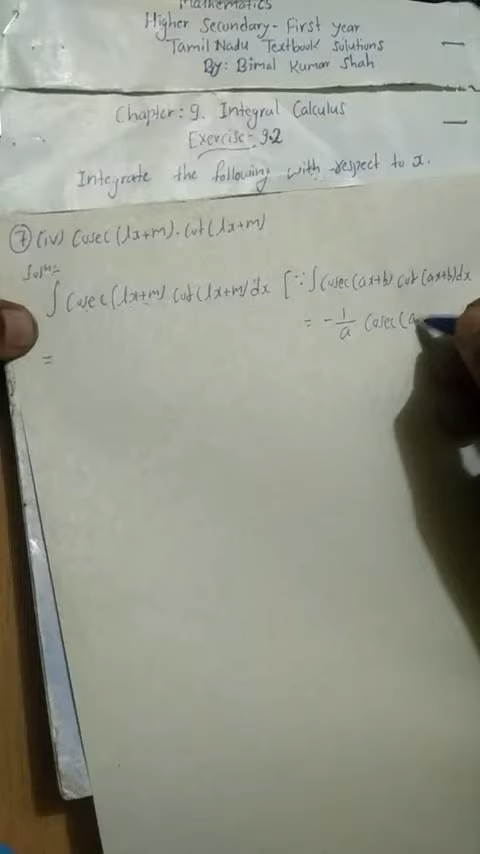 Mathematics
Higher Secondary - First year
Tamil Nadu Textbook Solutions
By: Bimal Kumar Shah
Chapter: 9. Integral Calculus
Exercise - 9.2
Integrate the following with respect to x.
⑦ (iv) Cosec (lx+m). Cot (lx+m)
Solⁿ:-
∫ Cosec (lx+m) Cot (lx+m) dx [∵ ∫ Cosec (ax+b) Cot (ax+b) dx
= -1/a Cosec (a
=